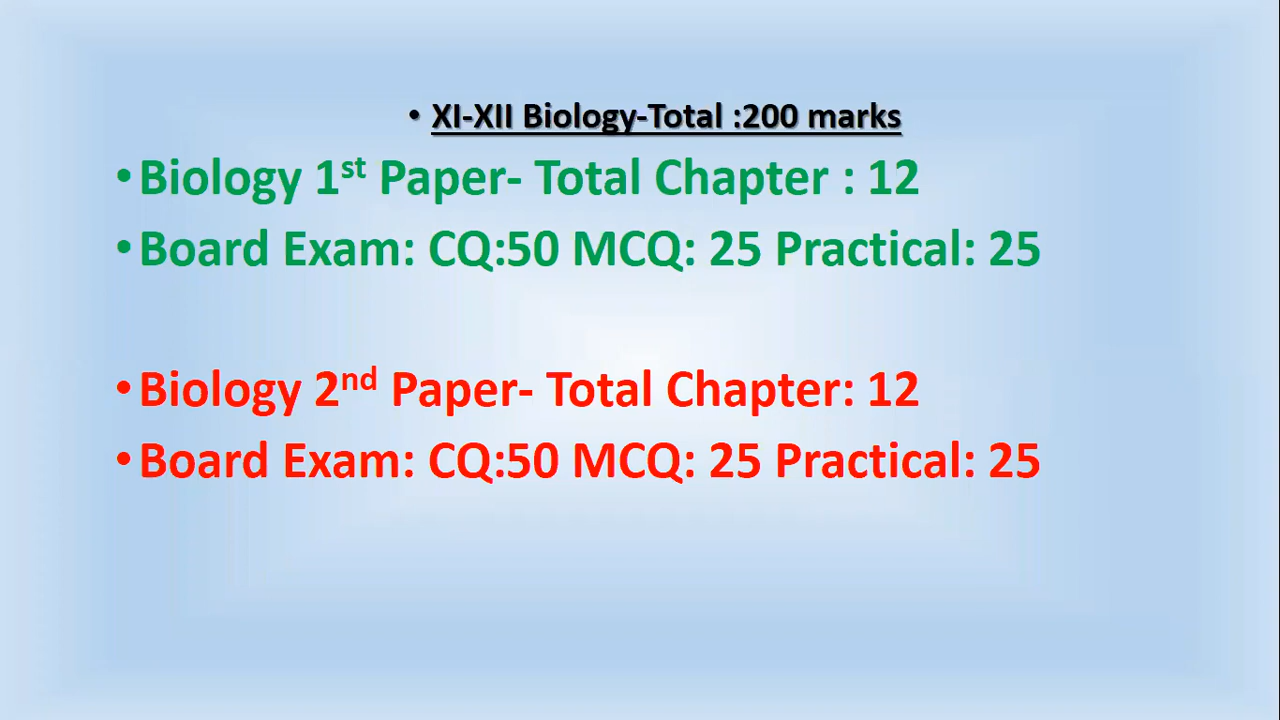 • XI-XII Biology-Total :200 marks
• Biology 1st Paper- Total Chapter : 12
• Board Exam: CQ:50 MCQ: 25 Practical: 25
• Biology 2nd Paper- Total Chapter: 12
• Board Exam: CQ:50 MCQ: 25 Practical: 25